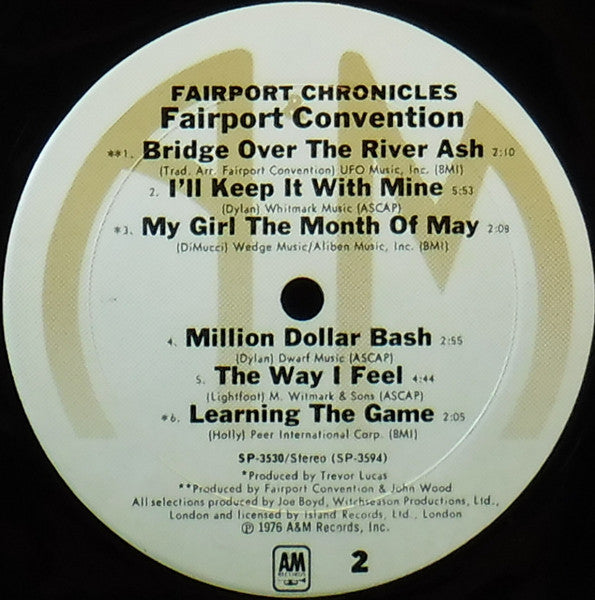 FAIRPORT CHRONICLES
Fairport Convention
**1. Bridge Over The River Ash 2:10
(Trad. Arr. Fairport Convention) UFO Music, Inc. (BMI)
2. I'll Keep It With Mine 5:53
(Dylan) Whitmark Music (ASCAP)
*3. My Girl The Month Of May 2:08
(DiMucci) Wedge Music/Aliben Music, Inc. (BMI)
4. Million Dollar Bash 2:55
(Dylan) Dwarf Music (ASCAP)
5. The Way I Feel 4:44
(Lightfoot) M. Witmark & Sons (ASCAP)
*6. Learning The Game 2:05
(Holly) Peer International Corp. (BMI)
SP-3530/Stereo (SP-3594)
*Produced by Trevor Lucas
**Produced by Fairport Convention & John Wood
All selections produced by Joe Boyd, Witchseason Productions, Ltd.,
London and licensed by Island Records, Ltd., London
℗ 1976 A&M Records, Inc.
AM
RECORDS
2